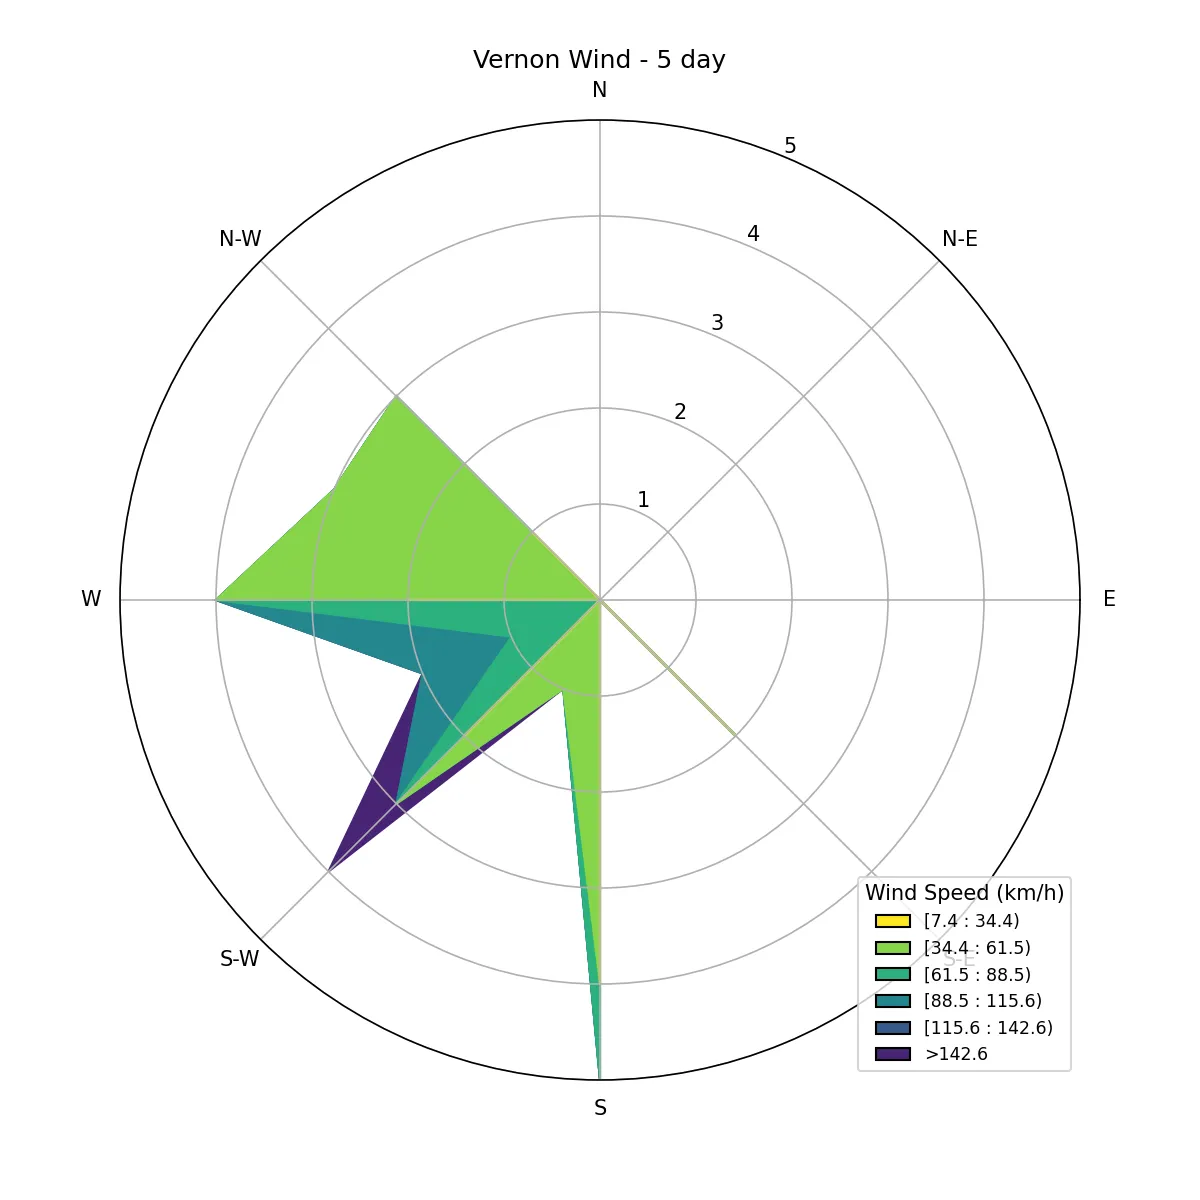 Vernon Wind - 5 day
N
5
N-W
N-E
4
3
2
1
W
E
Wind Speed (km/h)
[7.4 : 34.4)
[34.4 : 61.5)
S-E
[61.5 : 88.5)
[88.5 : 115.6)
[115.6 : 142.6)
>142.6
S-W
S